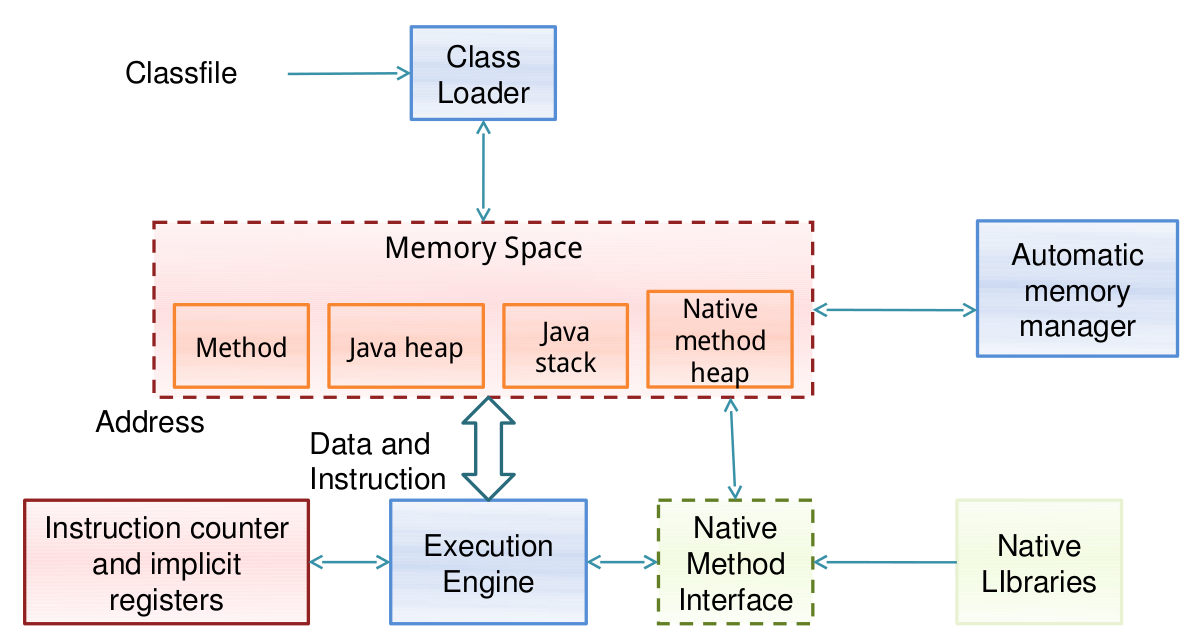 Classfile
Class
Loader
Memory Space
Method
Java heap
Java
stack
Native
method
heap
Automatic
memory
manager
Address
Data and
Instruction
Instruction counter
and implicit
registers
Execution
Engine
Native
Method
Interface
Native
LIbraries